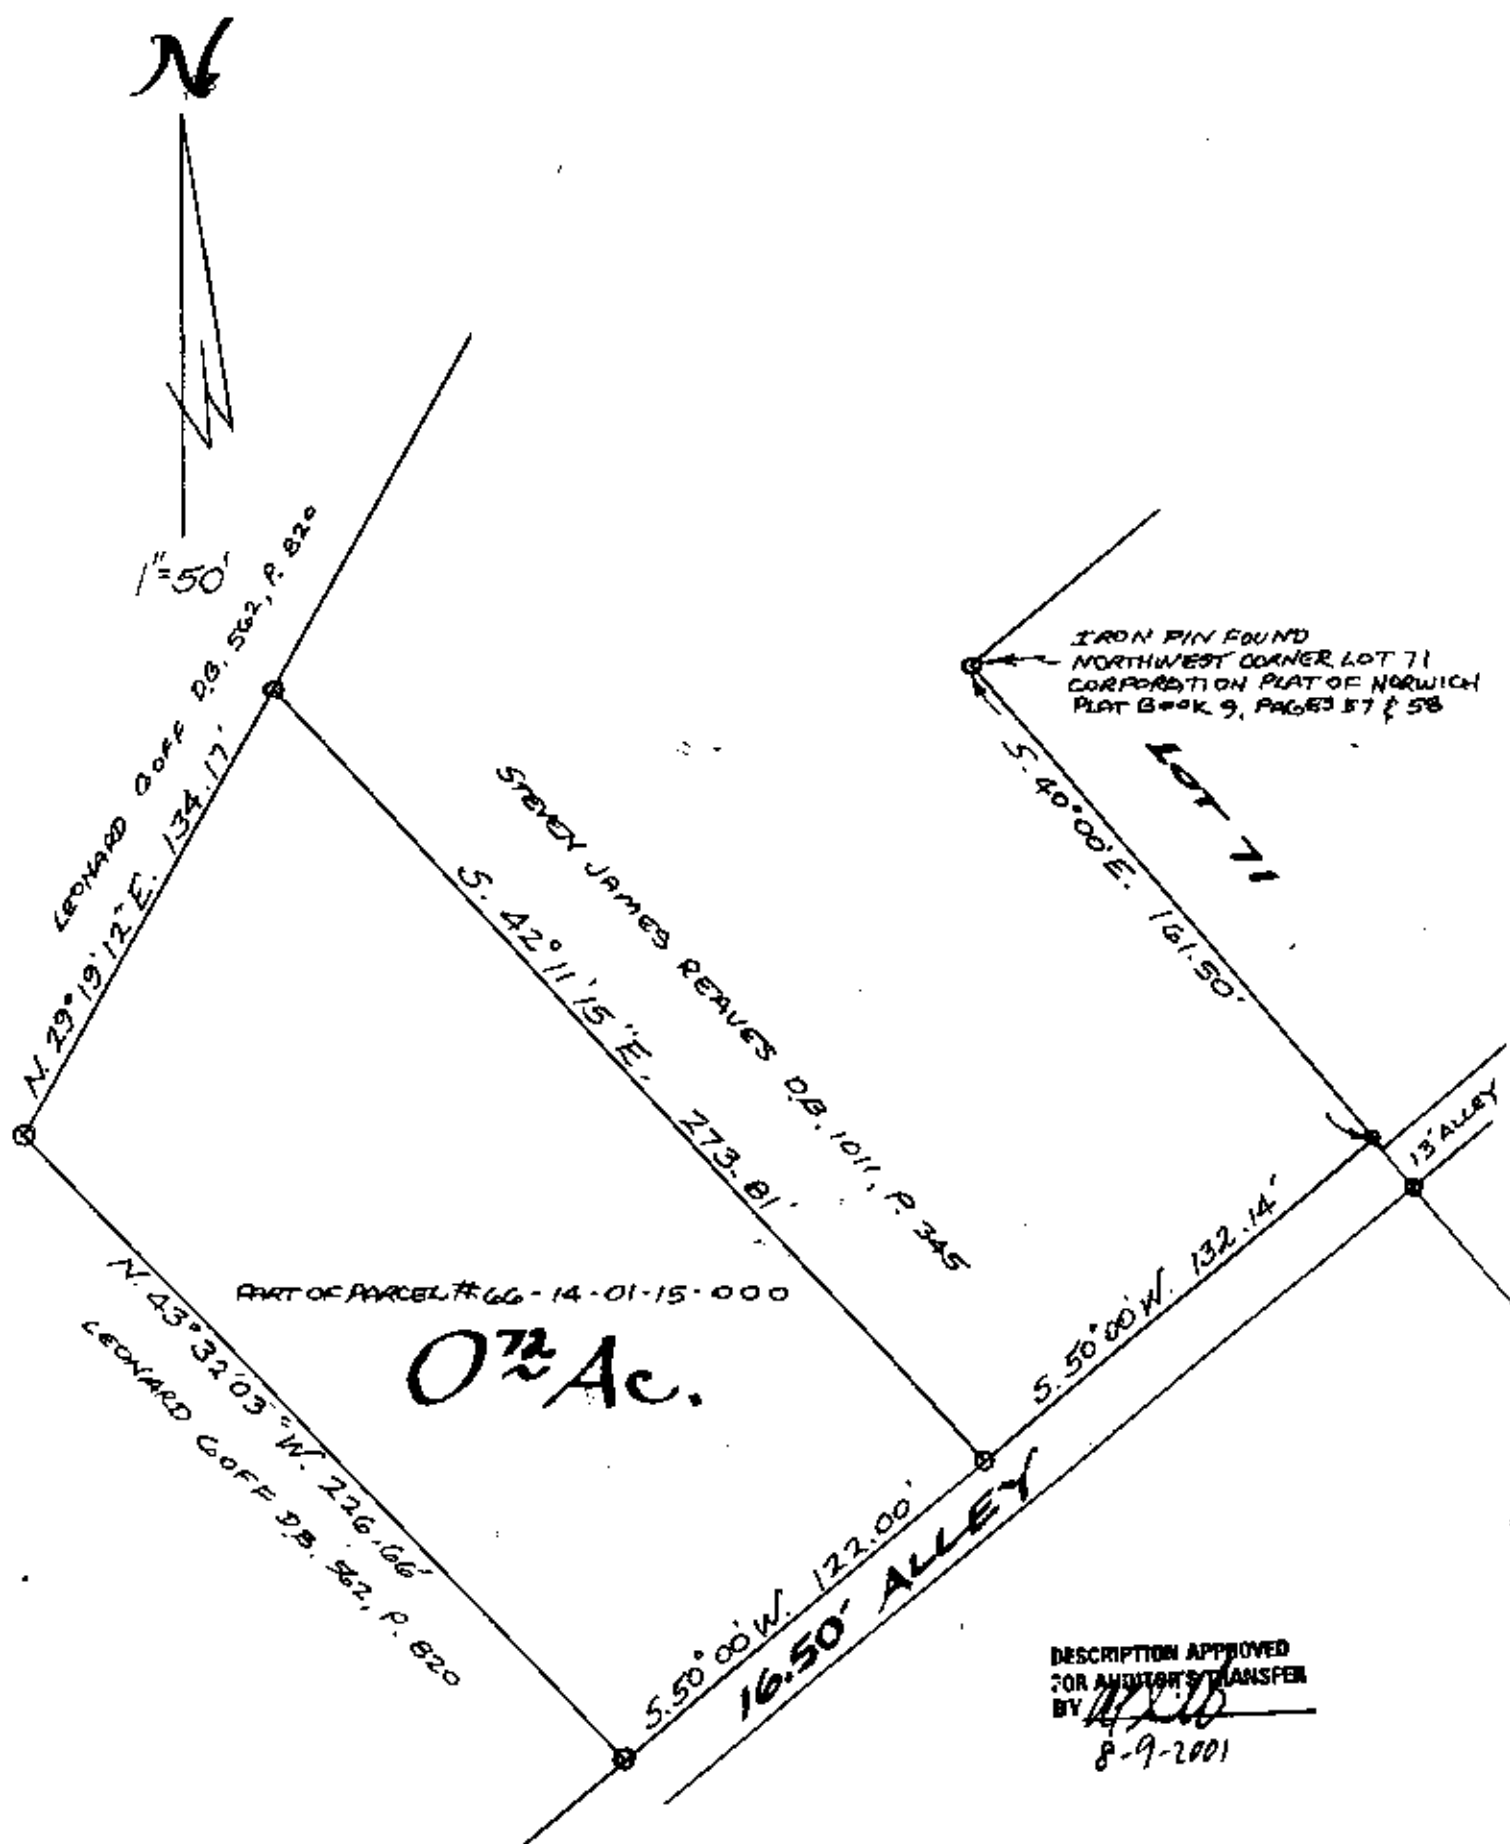 N
1"=50'
LEONARD GOFF D.B. 562, P. 820
N. 29°19'12" E. 134.17'
IRON PIN FOUND
NORTHWEST CORNER LOT 71
CORPORATION PLAT OF NORWICH
PLAT BOOK 9, PAGES 57 & 58
LOT 71
S. 40°00' E. 161.50'
STEVEN JAMES REAVES D.B. 1011, P. 345
S. 42°11'15" E. 273.81'
13' ALLEY
S. 50°00' W. 132.14'
PART OF PARCEL # 66-14-01-15-000
0.72 Ac.
N. 43°32'03" W. 226.66'
LEONARD GOFF D.B. 562, P. 820
S. 50°00' W. 122.00'
16.50' ALLEY
DESCRIPTION APPROVED
FOR AUDITOR'S TRANSFER
BY
8-9-2001